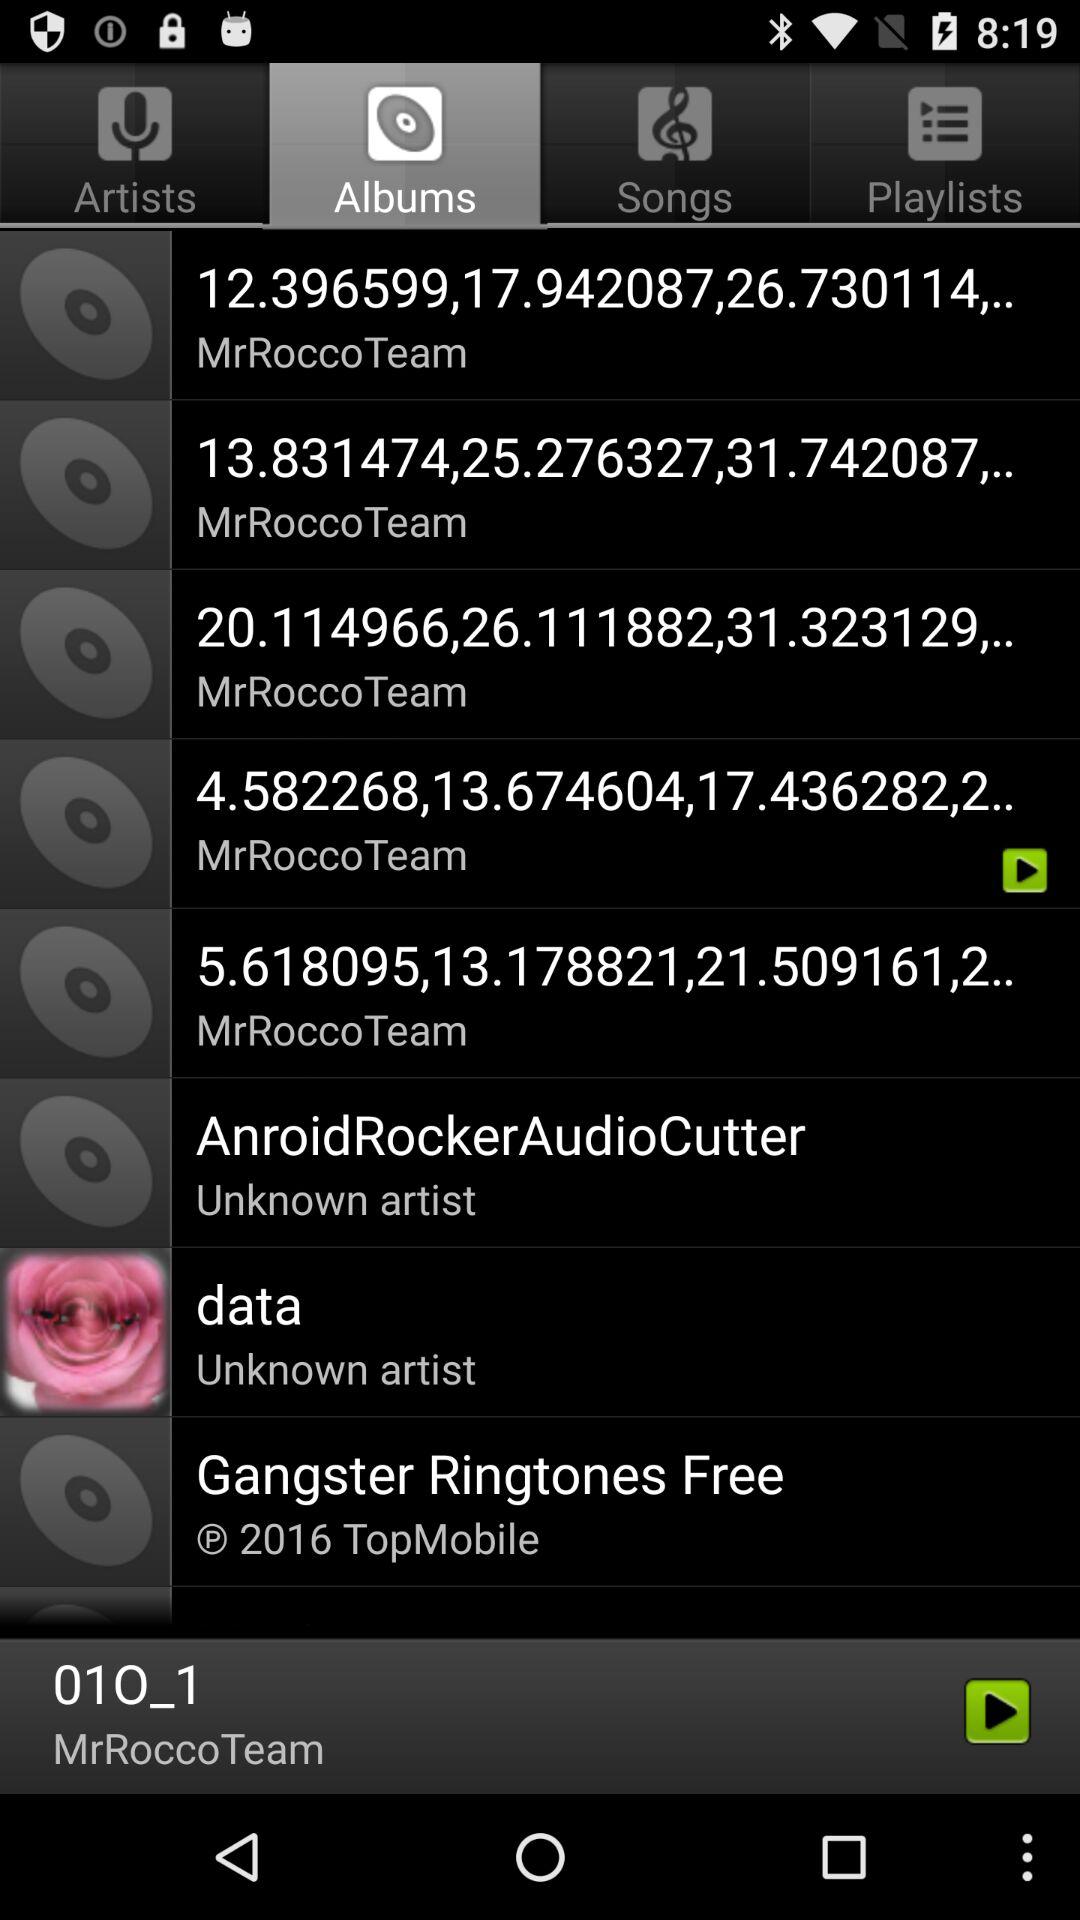 8:19
Artists Albums Songs Playlists
12.396599,17.942087,26.730114,..
MrRoccoTeam
13.831474,25.276327,31.742087,..
MrRoccoTeam
20.114966,26.111882,31.323129,..
MrRoccoTeam
4.582268,13.674604,17.436282,2..
MrRoccoTeam
5.618095,13.178821,21.509161,2..
MrRoccoTeam
AnroidRockerAudioCutter
Unknown artist
data
Unknown artist
Gangster Ringtones Free
℗ 2016 TopMobile
01O_1
MrRoccoTeam